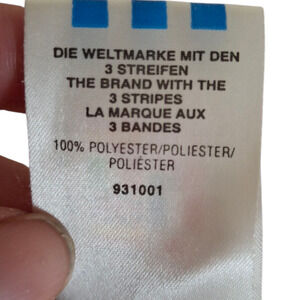 DIE WELTMARKE MIT DEN
3 STREIFEN
THE BRAND WITH THE
3 STRIPES
LA MARQUE AUX
3 BANDES
100% POLYESTER/POLIESTER/
POLIÉSTER
931001